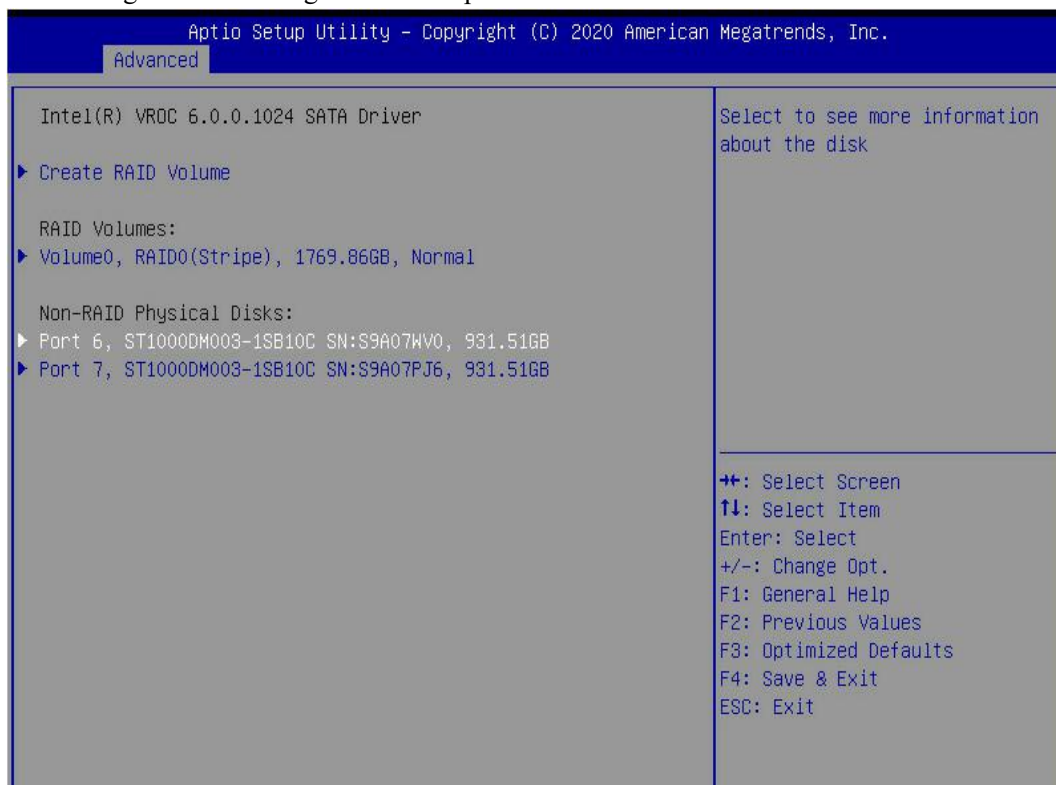 Aptio Setup Utility – Copyright (C) 2020 American Megatrends, Inc.
Advanced
Intel(R) VROC 6.0.0.1024 SATA Driver
Create RAID Volume
RAID Volumes:
Volume0, RAID0(Stripe), 1769.86GB, Normal
Non-RAID Physical Disks:
Port 6, ST1000DM003-1SB10C SN:S9A07WV0, 931.51GB
Port 7, ST1000DM003-1SB10C SN:S9A07PJ6, 931.51GB
Select to see more information
about the disk
→←: Select Screen
↑↓: Select Item
Enter: Select
+/-: Change Opt.
F1: General Help
F2: Previous Values
F3: Optimized Defaults
F4: Save & Exit
ESC: Exit